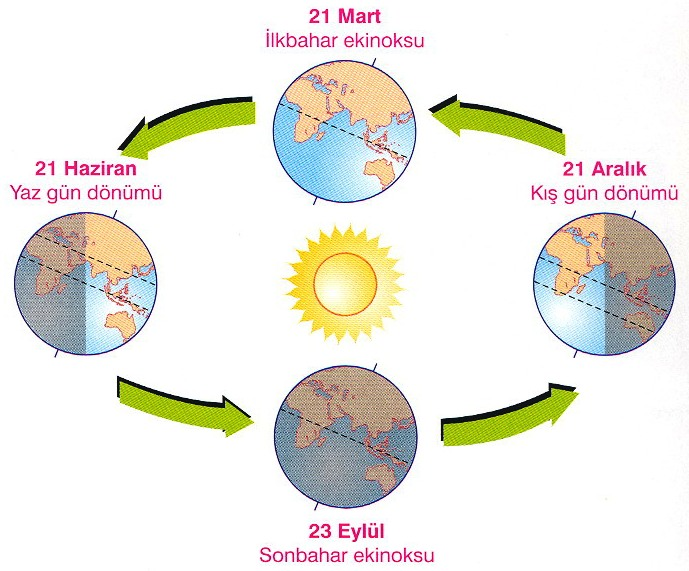 21 Mart
İlkbahar ekinoksu
21 Haziran
Yaz gün dönümü
21 Aralık
Kış gün dönümü
23 Eylül
Sonbahar ekinoksu